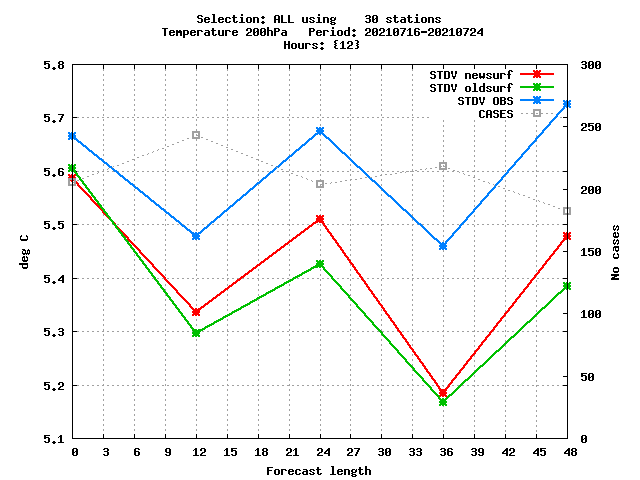 Selection: ALL using    30 stations
Temperature 200hPa   Period: 20210716-20210724
Hours: {12}
STDV newsurf
STDV oldsurf
STDV OBS
CASES
5.8
5.7
5.6
5.5
5.4
5.3
5.2
5.1
300
250
200
150
100
50
0
deg C
No cases
0 3 6 9 12 15 18 21 24 27 30 33 36 39 42 45 48
Forecast length